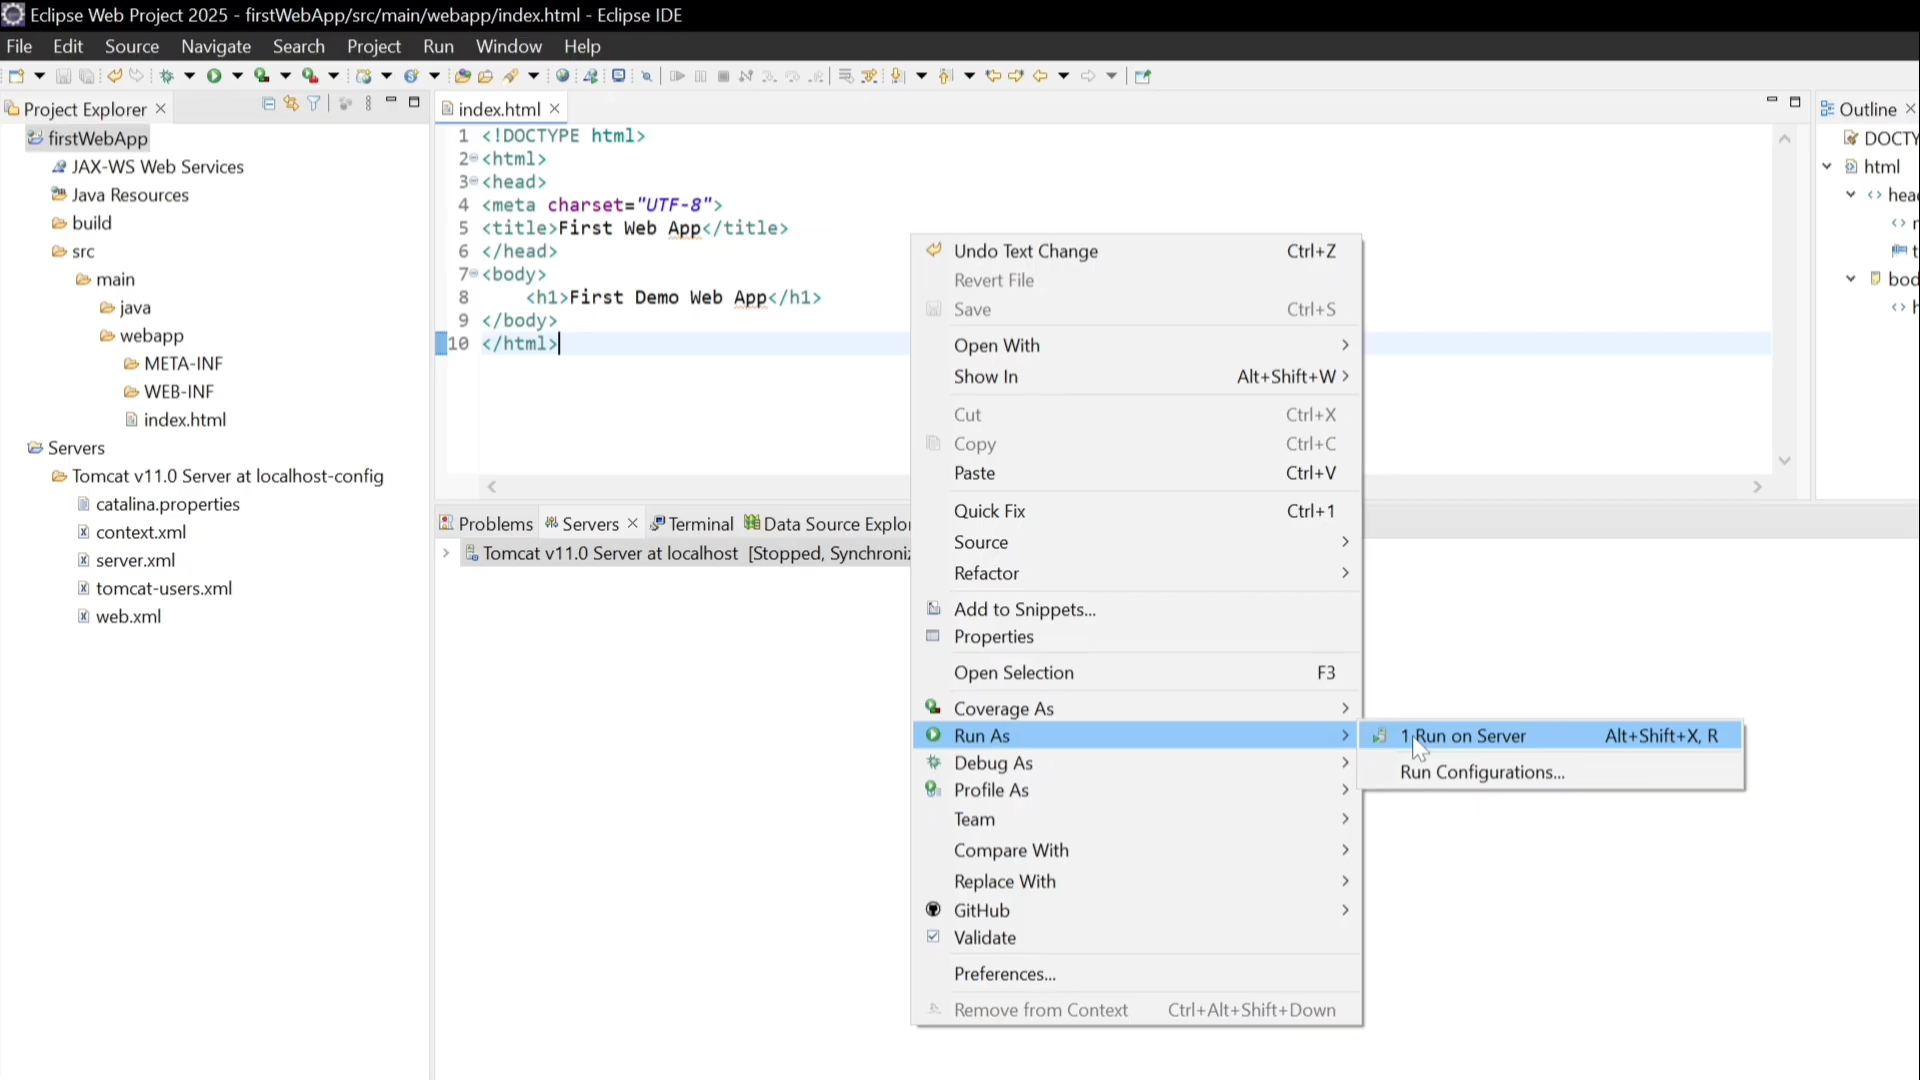 Eclipse Web Project 2025 - firstWebApp/src/main/webapp/index.html - Eclipse IDE
File Edit Source Navigate Search Project Run Window Help
Project Explorer
firstWebApp
JAX-WS Web Services
Java Resources
build
src
main
java
webapp
META-INF
WEB-INF
index.html
Servers
Tomcat v11.0 Server at localhost-config
catalina.properties
context.xml
server.xml
tomcat-users.xml
web.xml
index.html
1 <!DOCTYPE html>
2 <html>
3 <head>
4 <meta charset="UTF-8">
5 <title>First Web App</title>
6 </head>
7 <body>
8 <h1>First Demo Web App</h1>
9 </body>
10 </html>
Problems Servers Terminal Data Source Explor
Tomcat v11.0 Server at localhost [Stopped, Synchroniz
Undo Text Change Ctrl+Z
Revert File
Save Ctrl+S
Open With
Show In Alt+Shift+W
Cut Ctrl+X
Copy Ctrl+C
Paste Ctrl+V
Quick Fix Ctrl+1
Source
Refactor
Add to Snippets...
Properties
Open Selection F3
Coverage As
Run As
Debug As
Profile As
Team
Compare With
Replace With
GitHub
Validate
Preferences...
Remove from Context Ctrl+Alt+Shift+Down
1 Run on Server Alt+Shift+X, R
Run Configurations...
Outline
DOCTY
html
head
bod